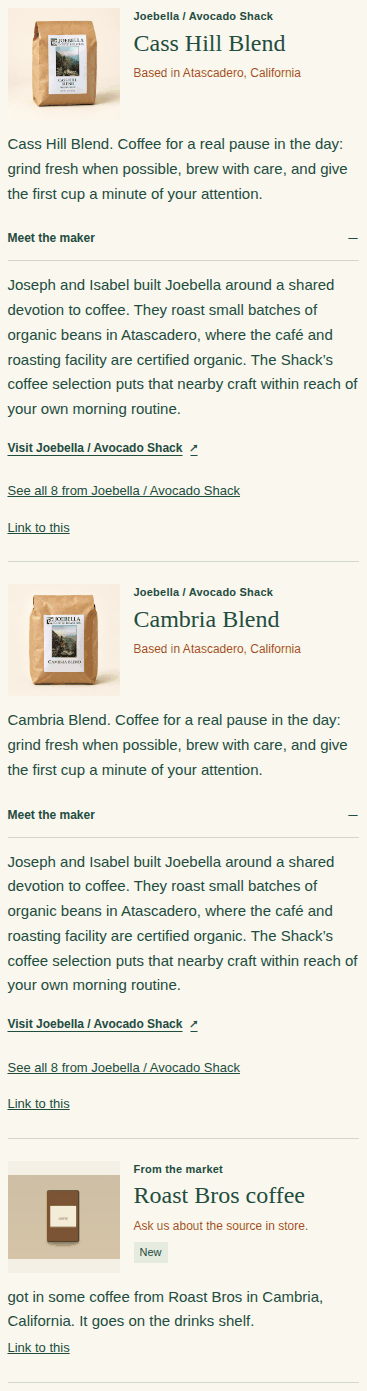 JOEBELLA
Joebella / Avocado Shack
Cass Hill Blend
Based in Atascadero, California
Cass Hill Blend. Coffee for a real pause in the day:
grind fresh when possible, brew with care, and give
the first cup a minute of your attention.
Meet the maker —
Joseph and Isabel built Joebella around a shared
devotion to coffee. They roast small batches of
organic beans in Atascadero, where the café and
roasting facility are certified organic. The Shack’s
coffee selection puts that nearby craft within reach of
your own morning routine.
Visit Joebella / Avocado Shack ↗
See all 8 from Joebella / Avocado Shack
Link to this
JOEBELLA
CAMBRIA BLEND
Joebella / Avocado Shack
Cambria Blend
Based in Atascadero, California
Cambria Blend. Coffee for a real pause in the day:
grind fresh when possible, brew with care, and give
the first cup a minute of your attention.
Meet the maker —
Joseph and Isabel built Joebella around a shared
devotion to coffee. They roast small batches of
organic beans in Atascadero, where the café and
roasting facility are certified organic. The Shack’s
coffee selection puts that nearby craft within reach of
your own morning routine.
Visit Joebella / Avocado Shack ↗
See all 8 from Joebella / Avocado Shack
Link to this
From the market
Roast Bros coffee
Ask us about the source in store.
New
got in some coffee from Roast Bros in Cambria,
California. It goes on the drinks shelf.
Link to this